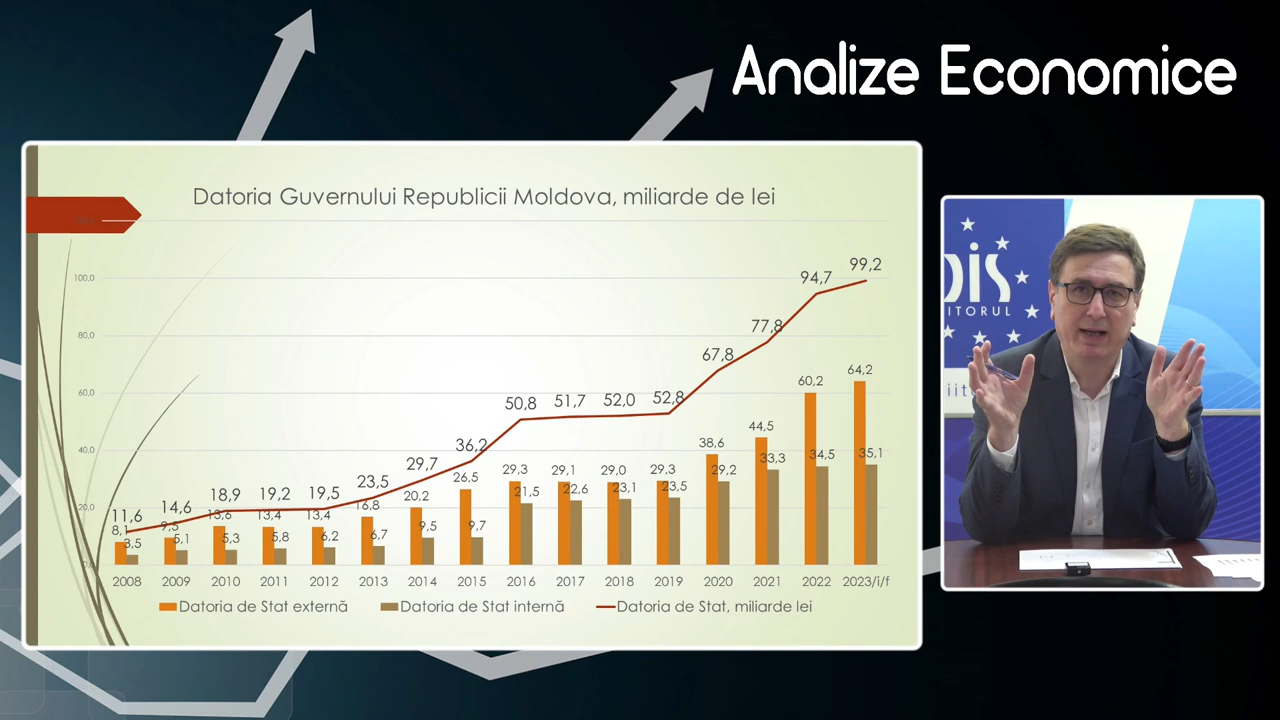 Analize Economice
Datoria Guvernului Republicii Moldova, miliarde de lei
120,0
100,0
80,0
60,0
40,0
20,0
0,0
11,6 14,6 18,9 19,2 19,5 23,5 29,7 36,2 50,8 51,7 52,0 52,8 67,8 77,8 94,7 99,2
8,1 9,5 13,6 13,4 13,4 16,8 20,2 26,5 29,3 29,1 29,0 29,3 38,6 44,5 60,2 64,2
3,5 5,1 5,3 5,8 6,2 6,7 9,5 9,7 21,5 22,6 23,1 23,5 29,2 33,3 34,5 35,1
2008 2009 2010 2011 2012 2013 2014 2015 2016 2017 2018 2019 2020 2021 2022 2023/i/f
Datoria de Stat externă Datoria de Stat internă Datoria de Stat, miliarde lei
DIS
ITORUL